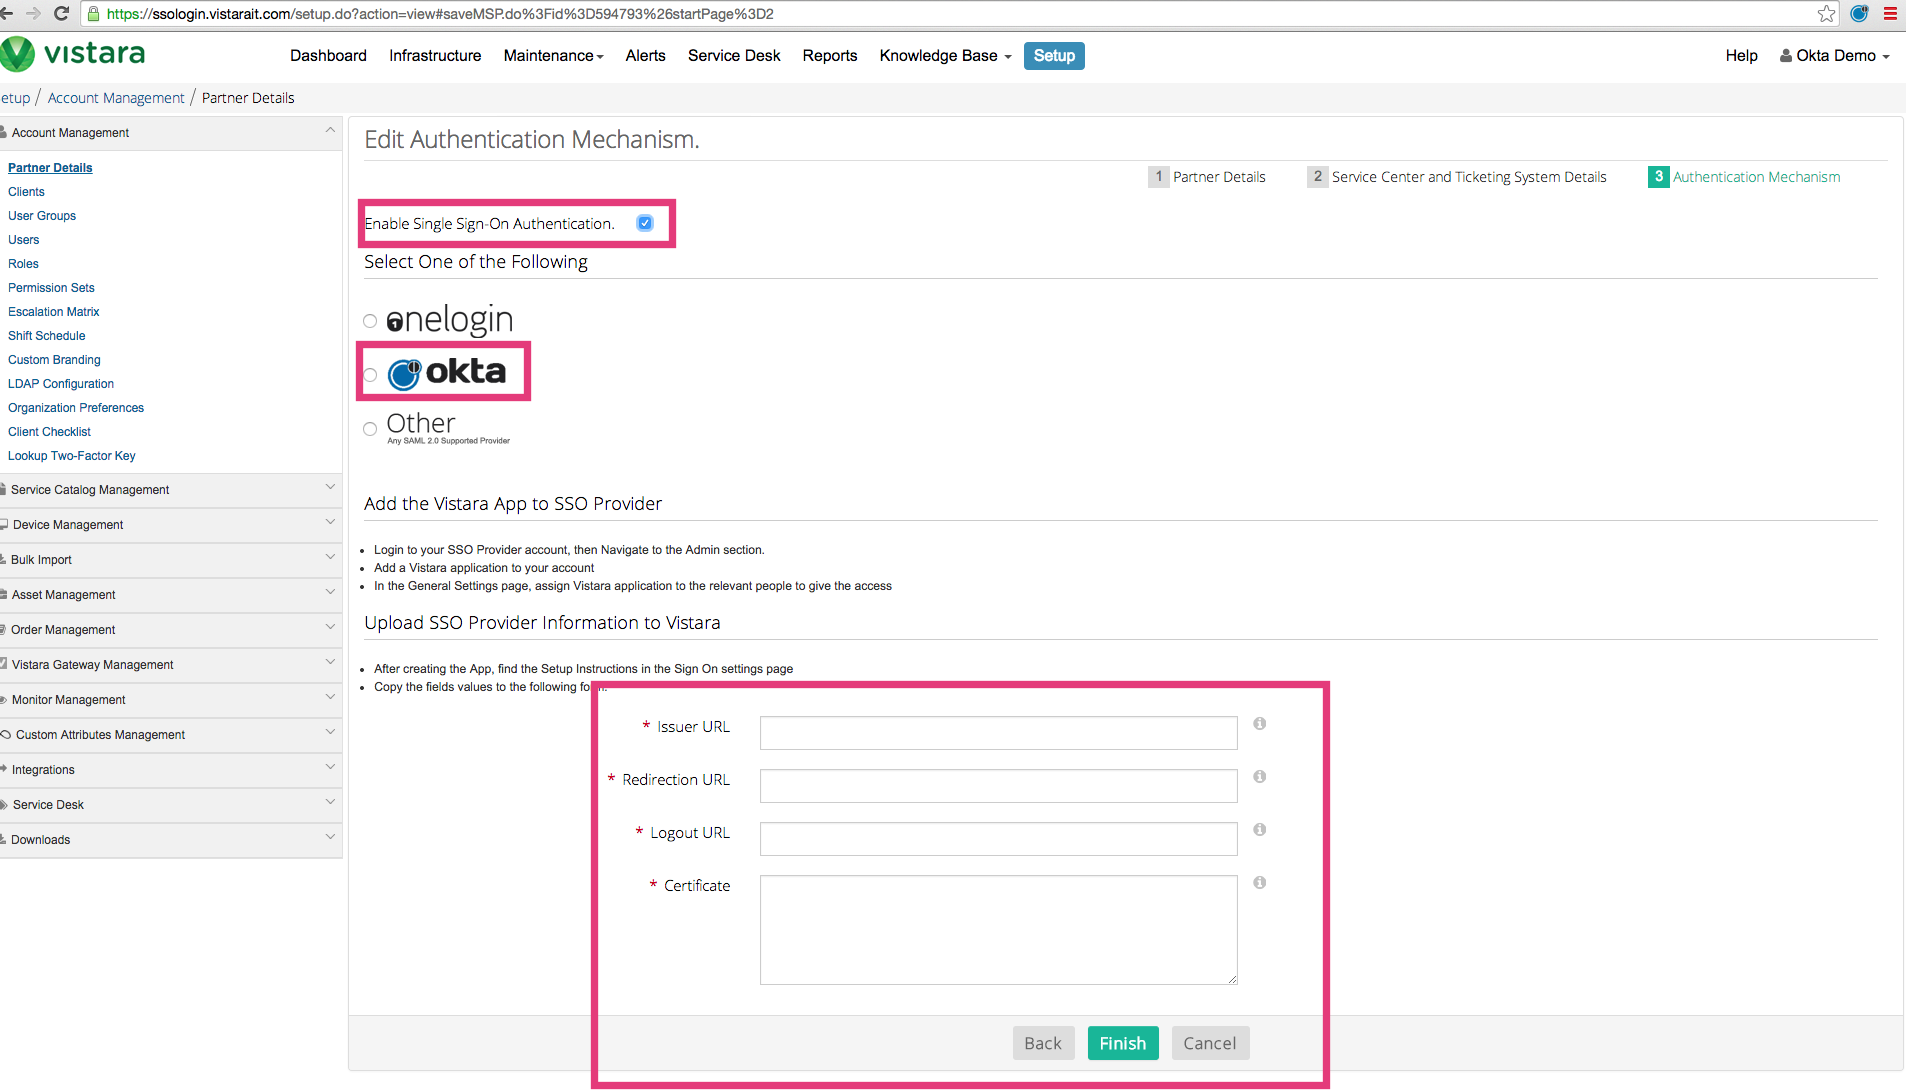 https://ssologin.vistarait.com/setup.do?action=view#saveMSP.do%3Fid%3D594793%26startPage%3D2
vistara Dashboard Infrastructure Maintenance Alerts Service Desk Reports Knowledge Base Setup Help Okta Demo
etup / Account Management / Partner Details
Account Management
Partner Details
Clients
User Groups
Users
Roles
Permission Sets
Escalation Matrix
Shift Schedule
Custom Branding
LDAP Configuration
Organization Preferences
Client Checklist
Lookup Two-Factor Key
Service Catalog Management
Device Management
Bulk Import
Asset Management
Order Management
Vistara Gateway Management
Monitor Management
Custom Attributes Management
Integrations
Service Desk
Downloads
Edit Authentication Mechanism.
1 Partner Details 2 Service Center and Ticketing System Details 3 Authentication Mechanism
Enable Single Sign-On Authentication.
Select One of the Following
onelogin
okta
Other
Any SAML 2.0 Supported Provider
Add the Vistara App to SSO Provider
• Login to your SSO Provider account, then Navigate to the Admin section.
• Add a Vistara application to your account
• In the General Settings page, assign Vistara application to the relevant people to give the access
Upload SSO Provider Information to Vistara
• After creating the App, find the Setup Instructions in the Sign On settings page
• Copy the fields values to the following form.
* Issuer URL
* Redirection URL
* Logout URL
* Certificate
Back Finish Cancel